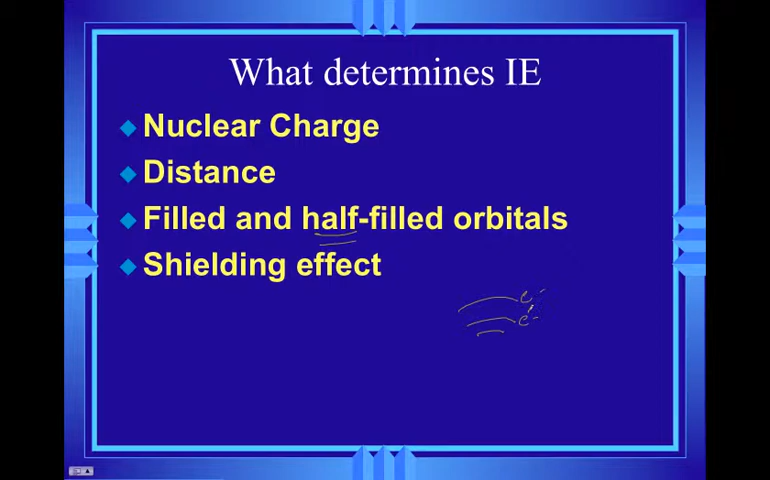 What determines IE
Nuclear Charge
Distance
Filled and half-filled orbitals
Shielding effect
e-
e-